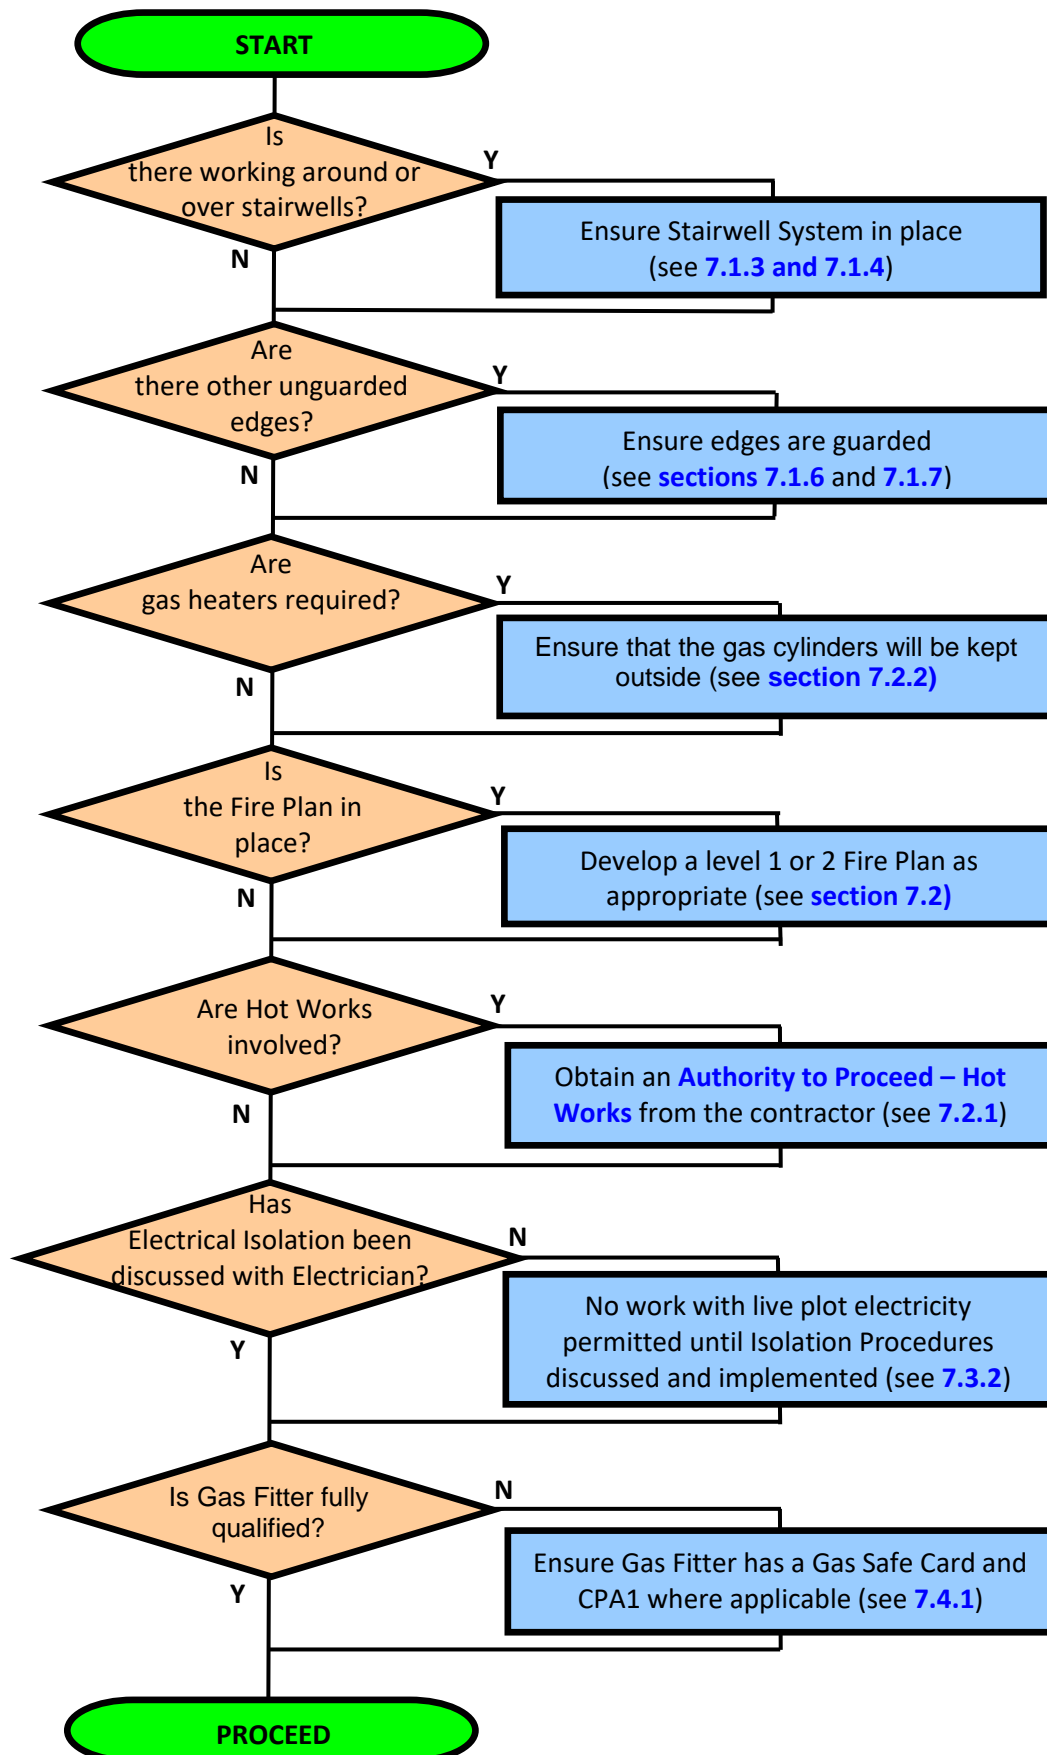 START
Is
there working around or
over stairwells?
Y
N
Ensure Stairwell System in place
(see 7.1.3 and 7.1.4)
Are
there other unguarded
edges?
Y
N
Ensure edges are guarded
(see sections 7.1.6 and 7.1.7)
Are
gas heaters required?
Y
N
Ensure that the gas cylinders will be kept
outside (see section 7.2.2)
Is
the Fire Plan in
place?
Y
N
Develop a level 1 or 2 Fire Plan as
appropriate (see section 7.2)
Are Hot Works
involved?
Y
N
Obtain an Authority to Proceed – Hot
Works from the contractor (see 7.2.1)
Has
Electrical Isolation been
discussed with Electrician?
N
Y
No work with live plot electricity
permitted until Isolation Procedures
discussed and implemented (see 7.3.2)
Is Gas Fitter fully
qualified?
N
Y
Ensure Gas Fitter has a Gas Safe Card and
CPA1 where applicable (see 7.4.1)
PROCEED